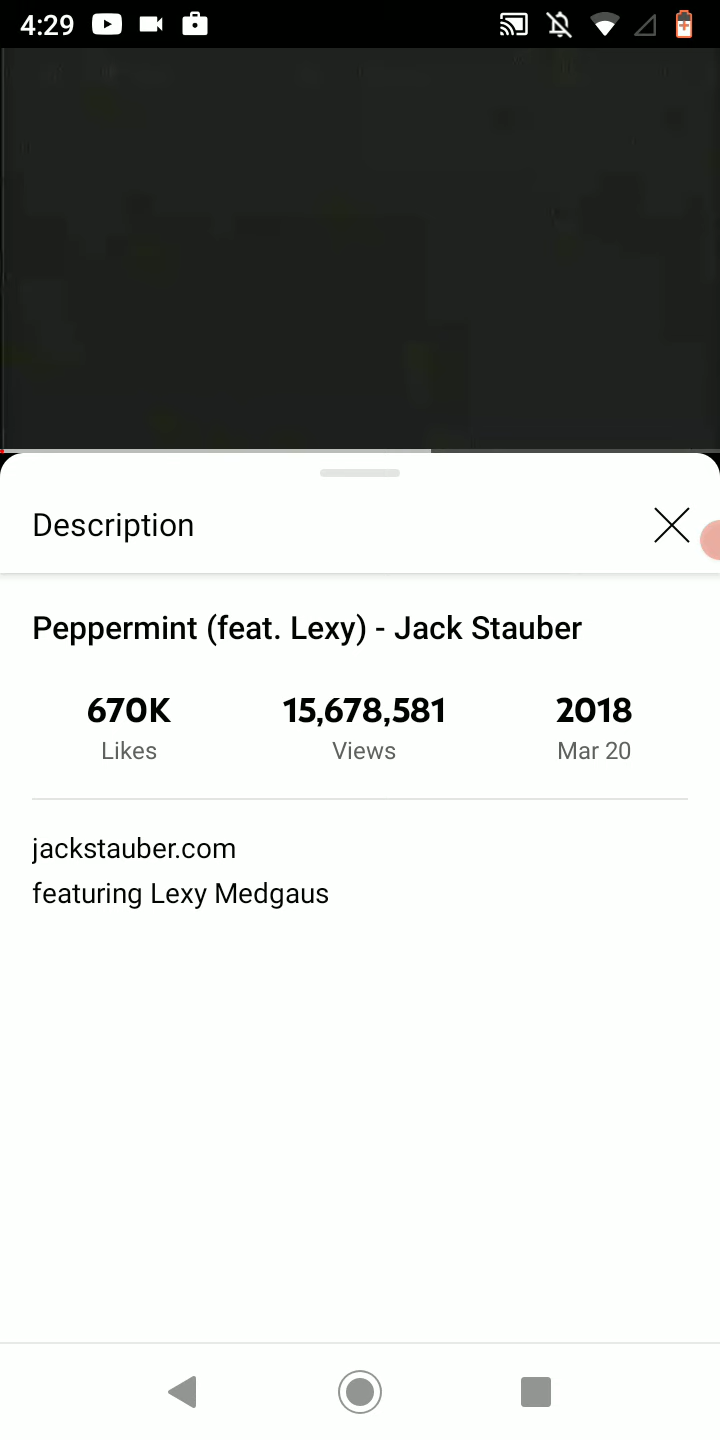 4:29
Description
Peppermint (feat. Lexy) - Jack Stauber
670K 15,678,581 2018
Likes Views Mar 20
jackstauber.com
featuring Lexy Medgaus